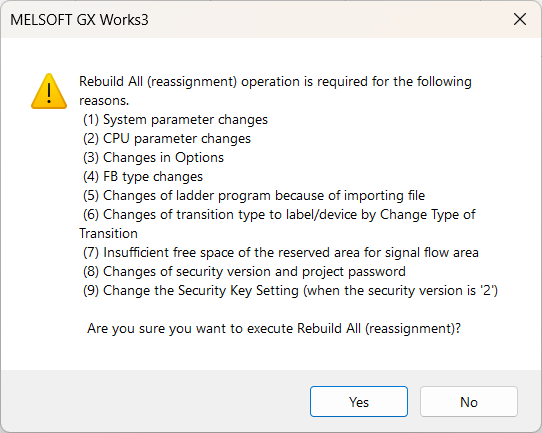 MELSOFT GX Works3
Rebuild All (reassignment) operation is required for the following
reasons.
(1) System parameter changes
(2) CPU parameter changes
(3) Changes in Options
(4) FB type changes
(5) Changes of ladder program because of importing file
(6) Changes of transition type to label/device by Change Type of
Transition
(7) Insufficient free space of the reserved area for signal flow area
(8) Changes of security version and project password
(9) Change the Security Key Setting (when the security version is '2')
Are you sure you want to execute Rebuild All (reassignment)?
Yes
No